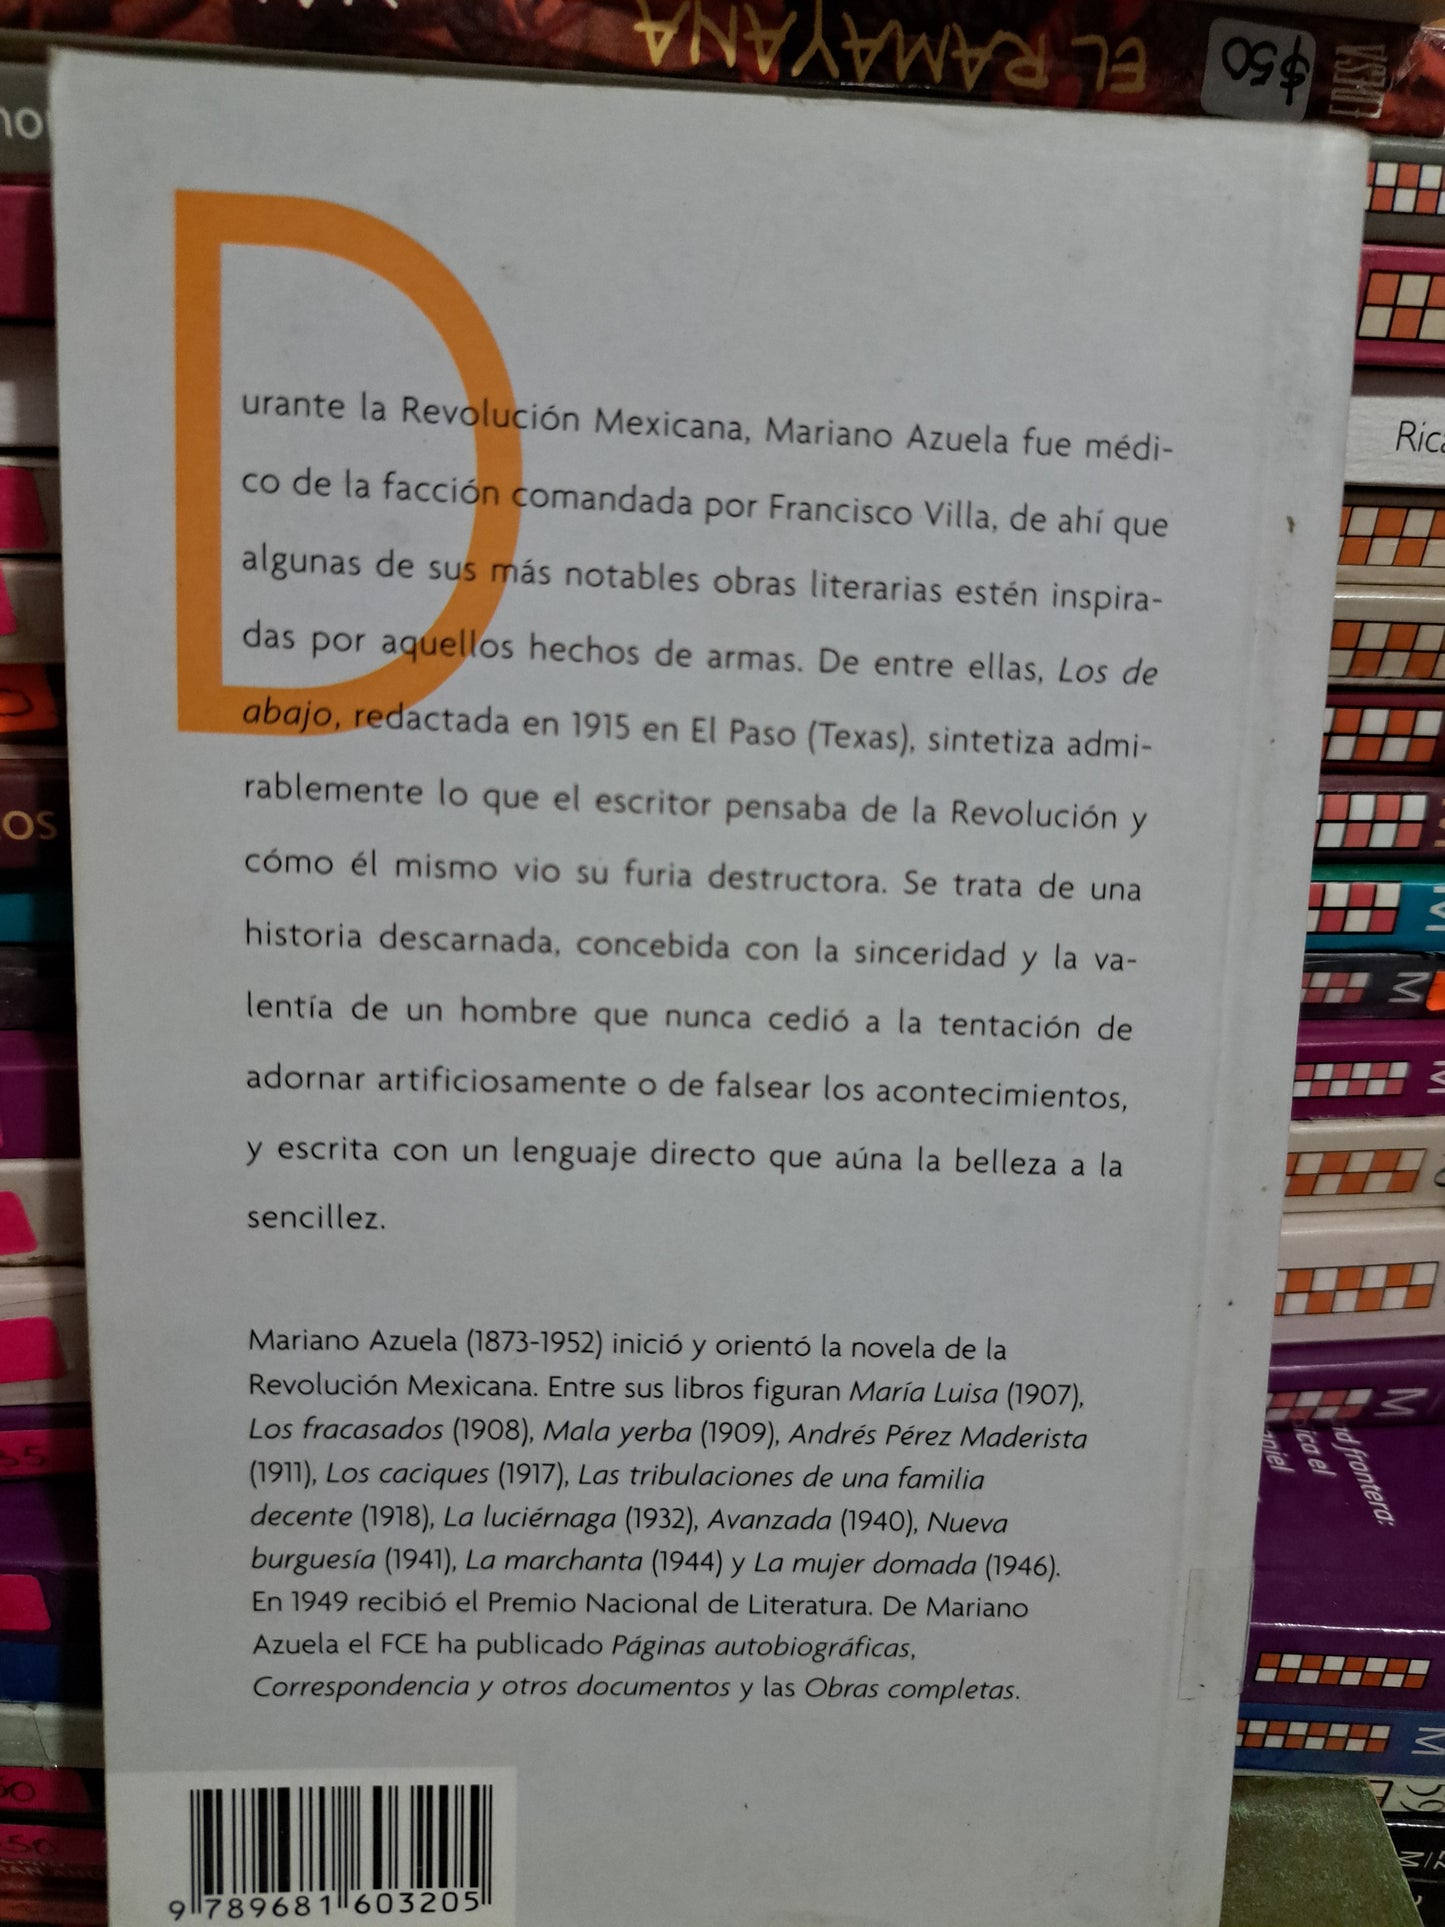 EL RAMAYANA
$50
Durante la Revolución Mexicana, Mariano Azuela fue médi-
co de la facción comandada por Francisco Villa, de ahí que
algunas de sus más notables obras literarias estén inspira-
das por aquellos hechos de armas. De entre ellas, Los de
abajo, redactada en 1915 en El Paso (Texas), sintetiza admi-
rablemente lo que el escritor pensaba de la Revolución y
cómo él mismo vio su furia destructora. Se trata de una
historia descarnada, concebida con la sinceridad y la va-
lentía de un hombre que nunca cedió a la tentación de
adornar artificiosamente o de falsear los acontecimientos,
y escrita con un lenguaje directo que aúna la belleza a la
sencillez.
Mariano Azuela (1873-1952) inició y orientó la novela de la
Revolución Mexicana. Entre sus libros figuran María Luisa (1907),
Los fracasados (1908), Mala yerba (1909), Andrés Pérez Maderista
(1911), Los caciques (1917), Las tribulaciones de una familia
decente (1918), La luciérnaga (1932), Avanzada (1940), Nueva
burguesía (1941), La marchanta (1944) y La mujer domada (1946).
En 1949 recibió el Premio Nacional de Literatura. De Mariano
Azuela el FCE ha publicado Páginas autobiográficas,
Correspondencia y otros documentos y las Obras completas.
9 789681 603205